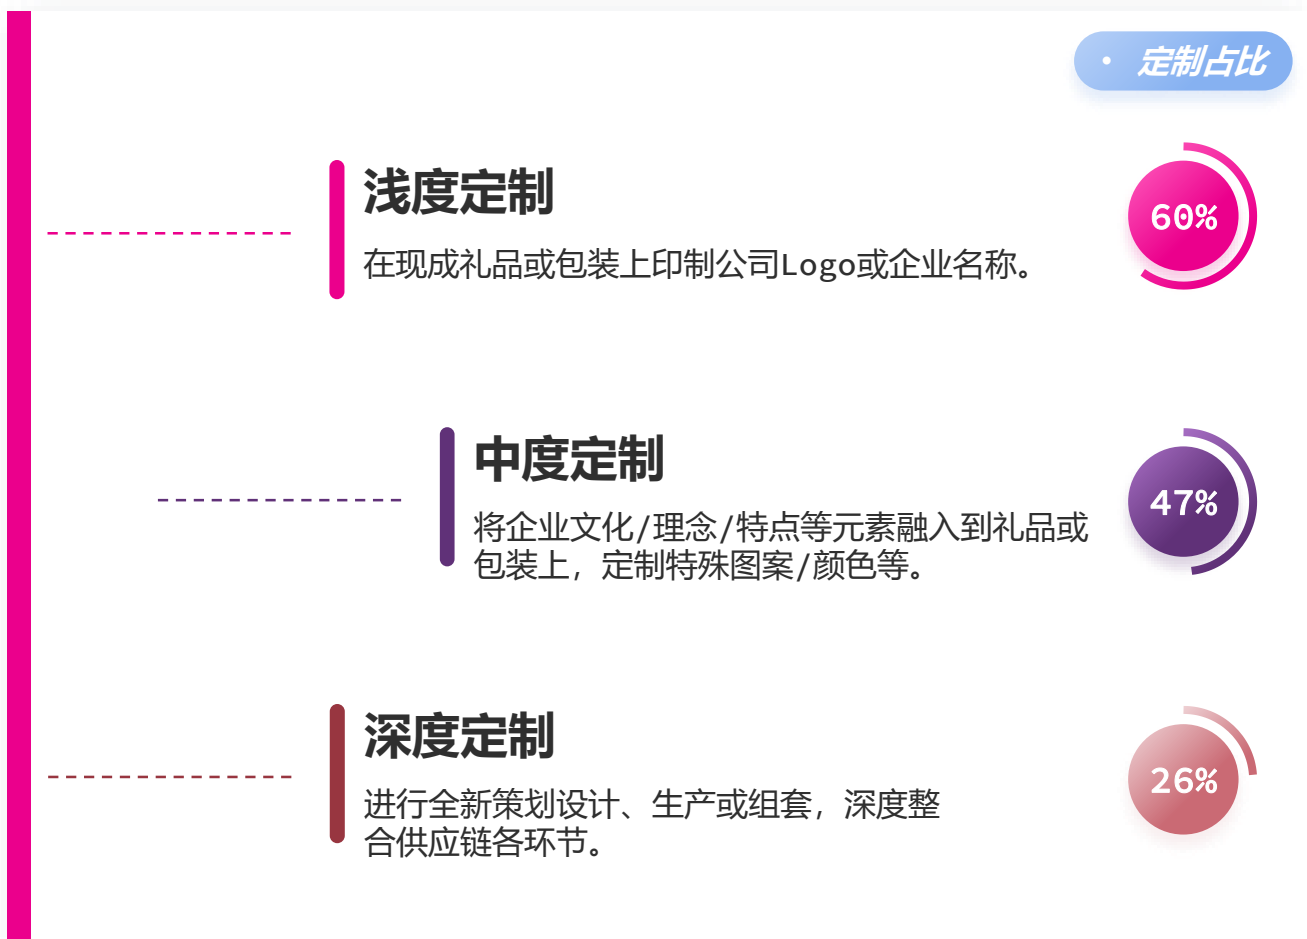 定制占比
浅度定制
在现成礼品或包装上印制公司Logo或企业名称。
60%
中度定制
将企业文化/理念/特点等元素融入到礼品或
包装上，定制特殊图案/颜色等。
47%
深度定制
进行全新策划设计、生产或组套，深度整
合供应链各环节。
26%